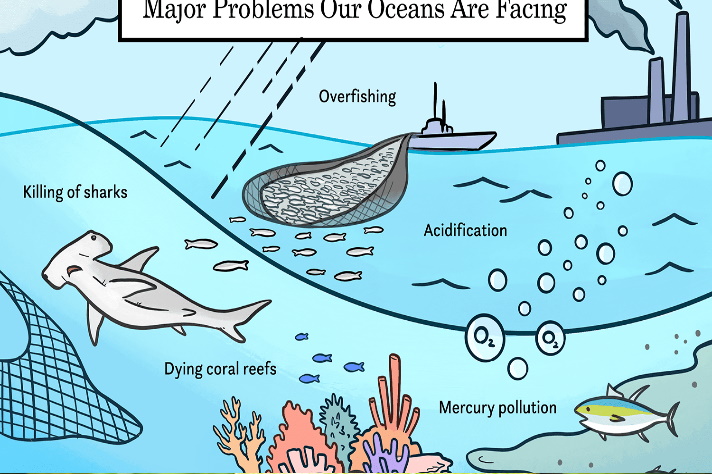 Major Problems Our Oceans Are Facing
Overfishing
Killing of sharks
Acidification
O₂
O₂
Dying coral reefs
Mercury pollution